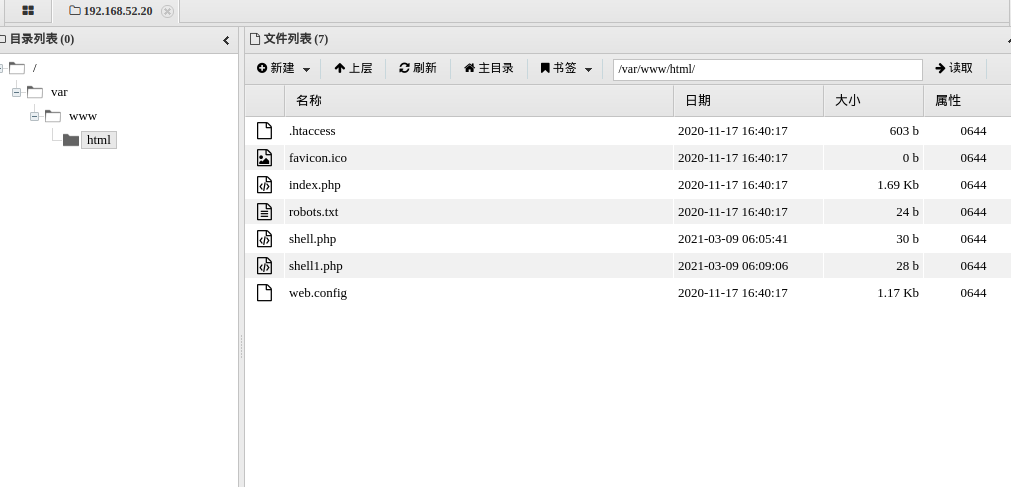 192.168.52.20
目录列表 (0)
/
var
www
html
文件列表 (7)
新建 上层 刷新 主目录 书签 /var/www/html/ 读取
名称 日期 大小 属性
.htaccess 2020-11-17 16:40:17 603 b 0644
favicon.ico 2020-11-17 16:40:17 0 b 0644
index.php 2020-11-17 16:40:17 1.69 Kb 0644
robots.txt 2020-11-17 16:40:17 24 b 0644
shell.php 2021-03-09 06:05:41 30 b 0644
shell1.php 2021-03-09 06:09:06 28 b 0644
web.config 2020-11-17 16:40:17 1.17 Kb 0644